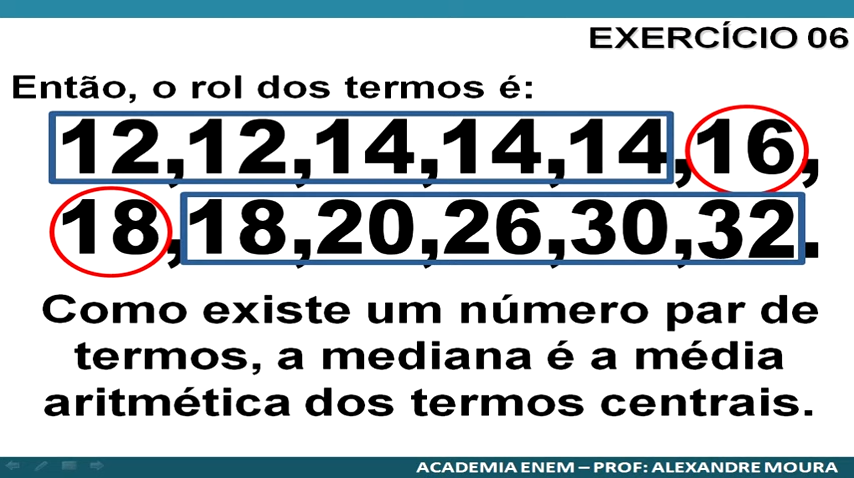 EXERCÍCIO 06
Então, o rol dos termos é:
12,12,14,14,14,16,
18,18,20,26,30,32.
Como existe um número par de
termos, a mediana é a média
aritmética dos termos centrais.
ACADEMIA ENEM – PROF: ALEXANDRE MOURA